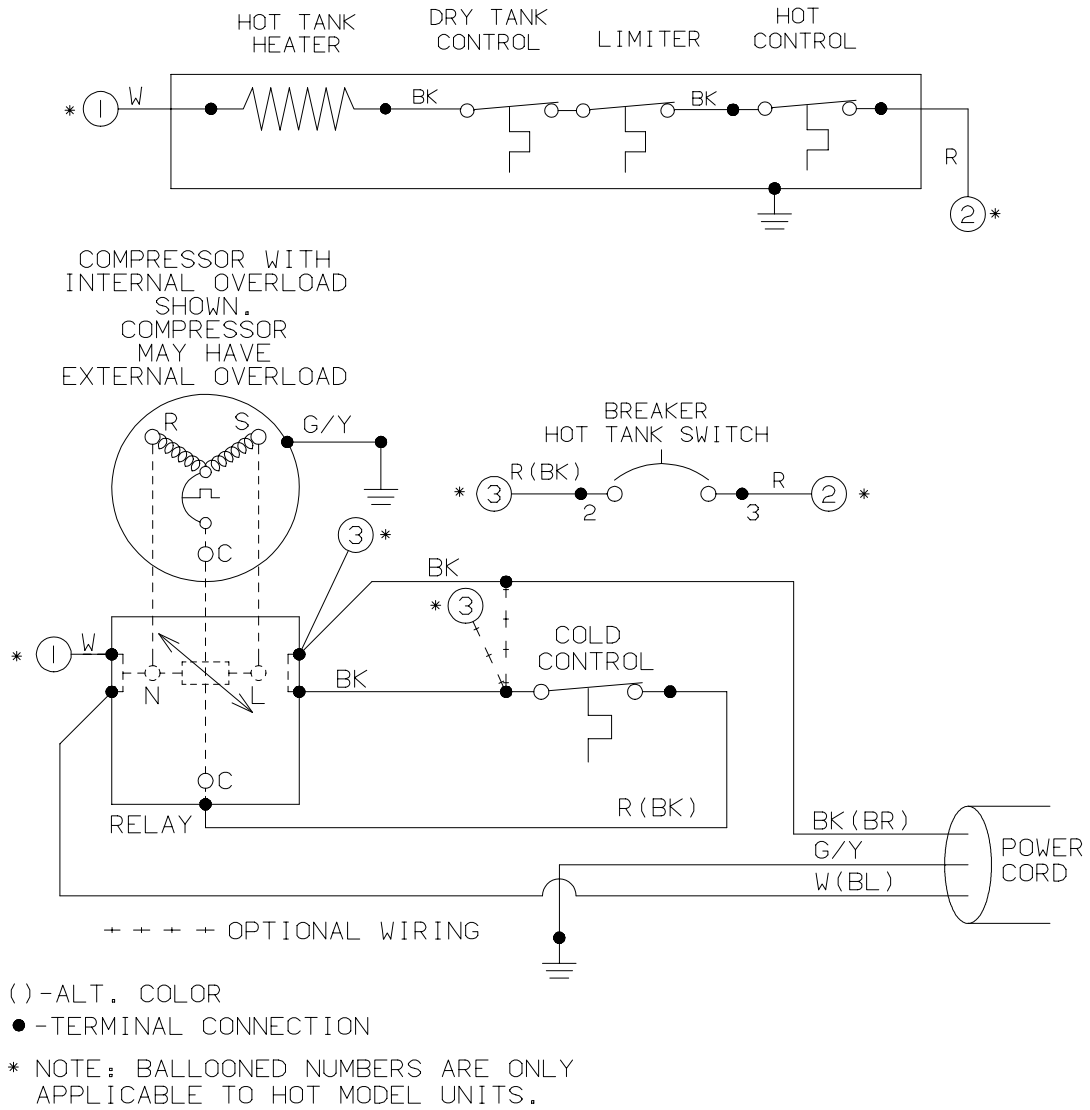 HOT TANK
HEATER
DRY TANK
CONTROL
LIMITER
HOT
CONTROL
* 1
W
BK
BK
R
2 *
COMPRESSOR WITH
INTERNAL OVERLOAD
SHOWN.
COMPRESSOR
MAY HAVE
EXTERNAL OVERLOAD
R
S
G/Y
C
BREAKER
HOT TANK SWITCH
* 3
R(BK)
2
3
R
2 *
3 *
BK
* 3
COLD
CONTROL
* 1
W
N
L
BK
C
RELAY
R(BK)
BK(BR)
G/Y
W(BL)
POWER
CORD
OPTIONAL WIRING
()-ALT. COLOR
-TERMINAL CONNECTION
* NOTE: BALLOONED NUMBERS ARE ONLY
APPLICABLE TO HOT MODEL UNITS.